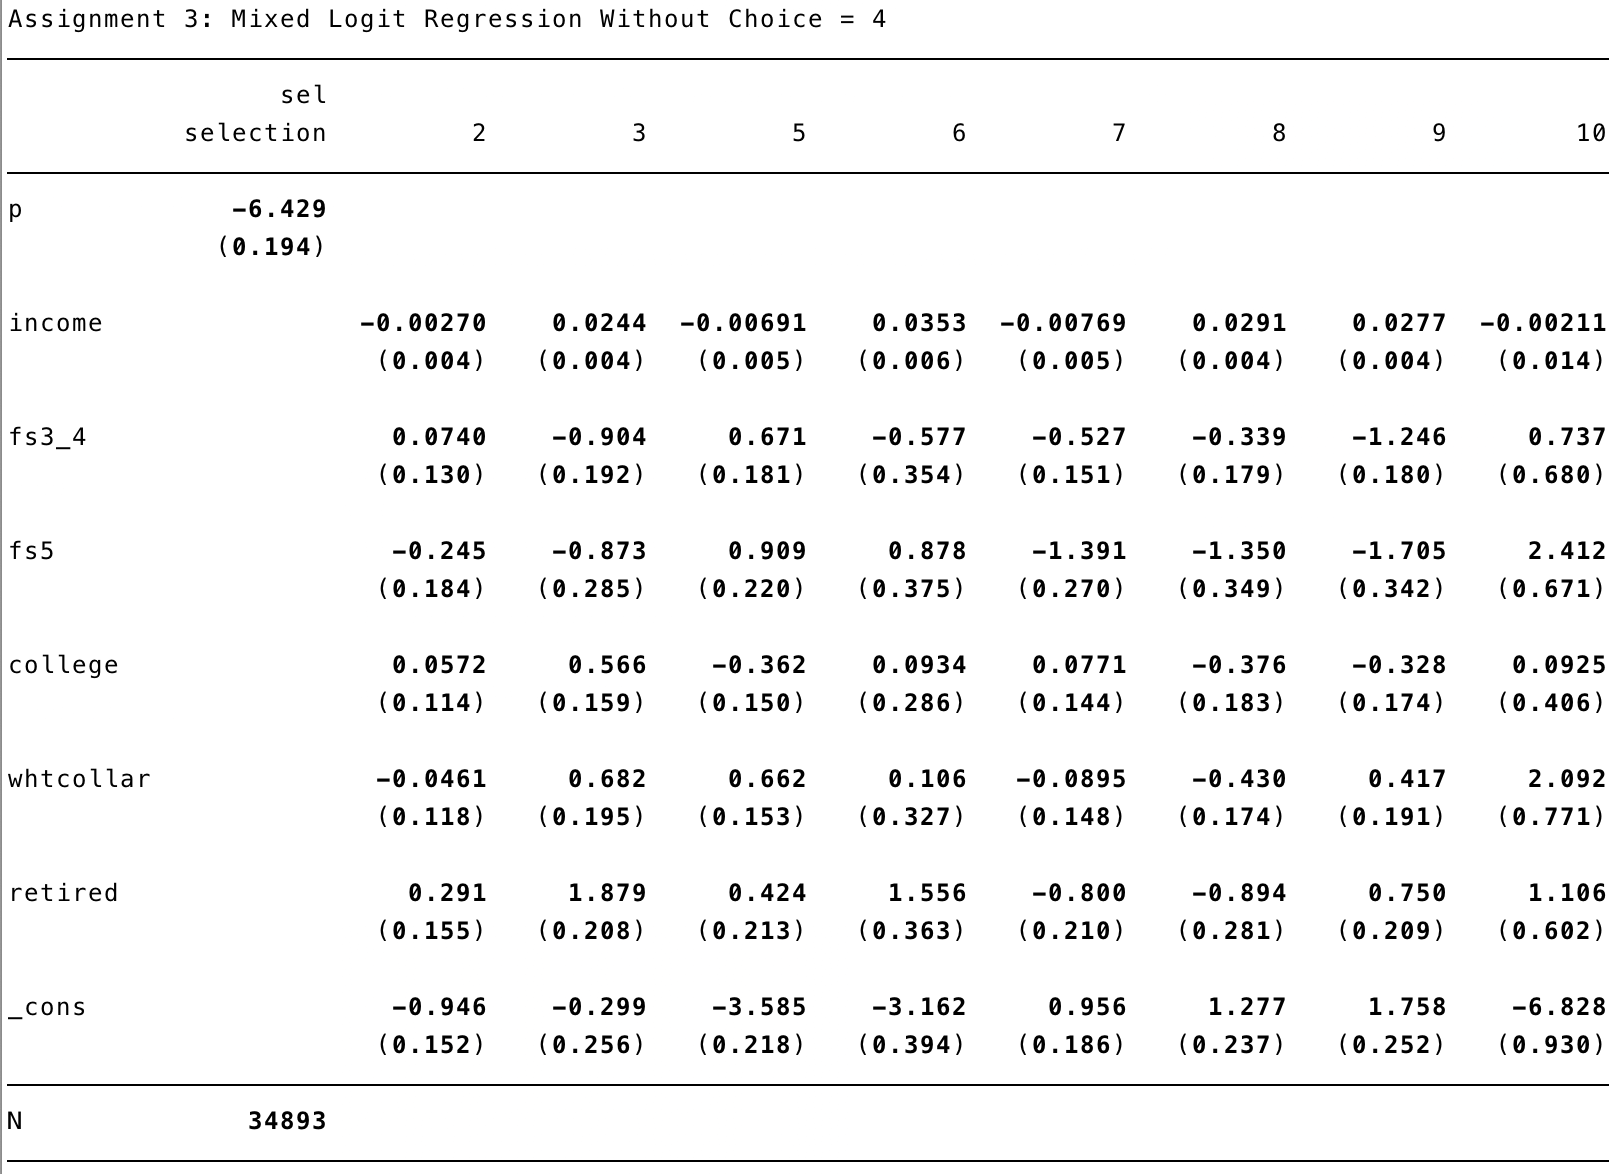 Assignment 3: Mixed Logit Regression Without Choice = 4
sel
selection 2 3 5 6 7 8 9 10
p -6.429
(0.194)
income -0.00270 0.0244 -0.00691 0.0353 -0.00769 0.0291 0.0277 -0.00211
(0.004) (0.004) (0.005) (0.006) (0.005) (0.004) (0.004) (0.014)
fs3_4 0.0740 -0.904 0.671 -0.577 -0.527 -0.339 -1.246 0.737
(0.130) (0.192) (0.181) (0.354) (0.151) (0.179) (0.180) (0.680)
fs5 -0.245 -0.873 0.909 0.878 -1.391 -1.350 -1.705 2.412
(0.184) (0.285) (0.220) (0.375) (0.270) (0.349) (0.342) (0.671)
college 0.0572 0.566 -0.362 0.0934 0.0771 -0.376 -0.328 0.0925
(0.114) (0.159) (0.150) (0.286) (0.144) (0.183) (0.174) (0.406)
whtcollar -0.0461 0.682 0.662 0.106 -0.0895 -0.430 0.417 2.092
(0.118) (0.195) (0.153) (0.327) (0.148) (0.174) (0.191) (0.771)
retired 0.291 1.879 0.424 1.556 -0.800 -0.894 0.750 1.106
(0.155) (0.208) (0.213) (0.363) (0.210) (0.281) (0.209) (0.602)
_cons -0.946 -0.299 -3.585 -3.162 0.956 1.277 1.758 -6.828
(0.152) (0.256) (0.218) (0.394) (0.186) (0.237) (0.252) (0.930)
N 34893